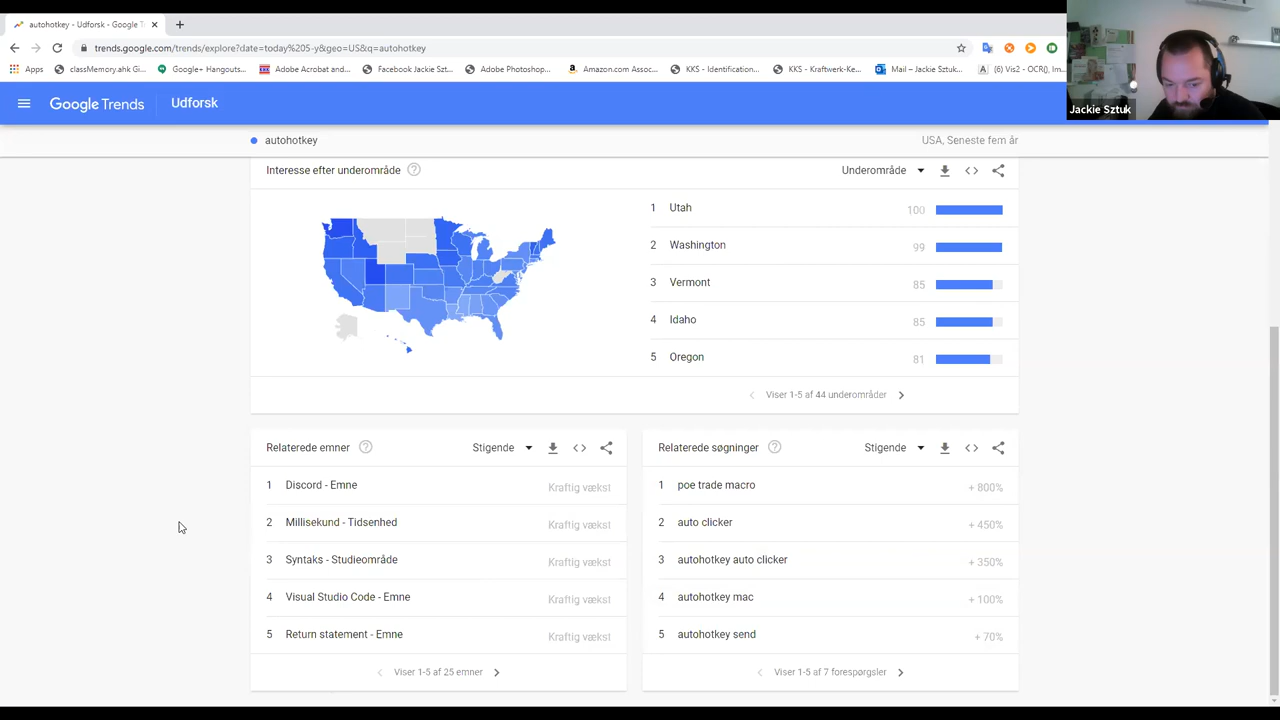 autohotkey - Udforsk - Google T
trends.google.com/trends/explore?date=today%205-y&geo=US&q=autohotkey
Apps classMemory.ahk Gi... Google+ Hangouts... Adobe Acrobat and... Facebook Jackie Szt... Adobe Photoshop... Amazon.com Assoc... KKS - Identification... KKS - Kraftwerk-Ke... Mail – Jackie Sztuk... (6) Vis2 - OCR(), Im...
Jackie Sztuk
Google Trends Udforsk
autohotkey USA, Seneste fem år
Interesse efter underområde Underområde
1 Utah 100
2 Washington 99
3 Vermont 85
4 Idaho 85
5 Oregon 81
Viser 1-5 af 44 underområder
Relaterede emner Stigende
1 Discord - Emne Kraftig vækst
2 Millisekund - Tidsenhed Kraftig vækst
3 Syntaks - Studieområde Kraftig vækst
4 Visual Studio Code - Emne Kraftig vækst
5 Return statement - Emne Kraftig vækst
Viser 1-5 af 25 emner
Relaterede søgninger Stigende
1 poe trade macro + 800%
2 auto clicker + 450%
3 autohotkey auto clicker + 350%
4 autohotkey mac + 100%
5 autohotkey send + 70%
Viser 1-5 af 7 forespørgsler